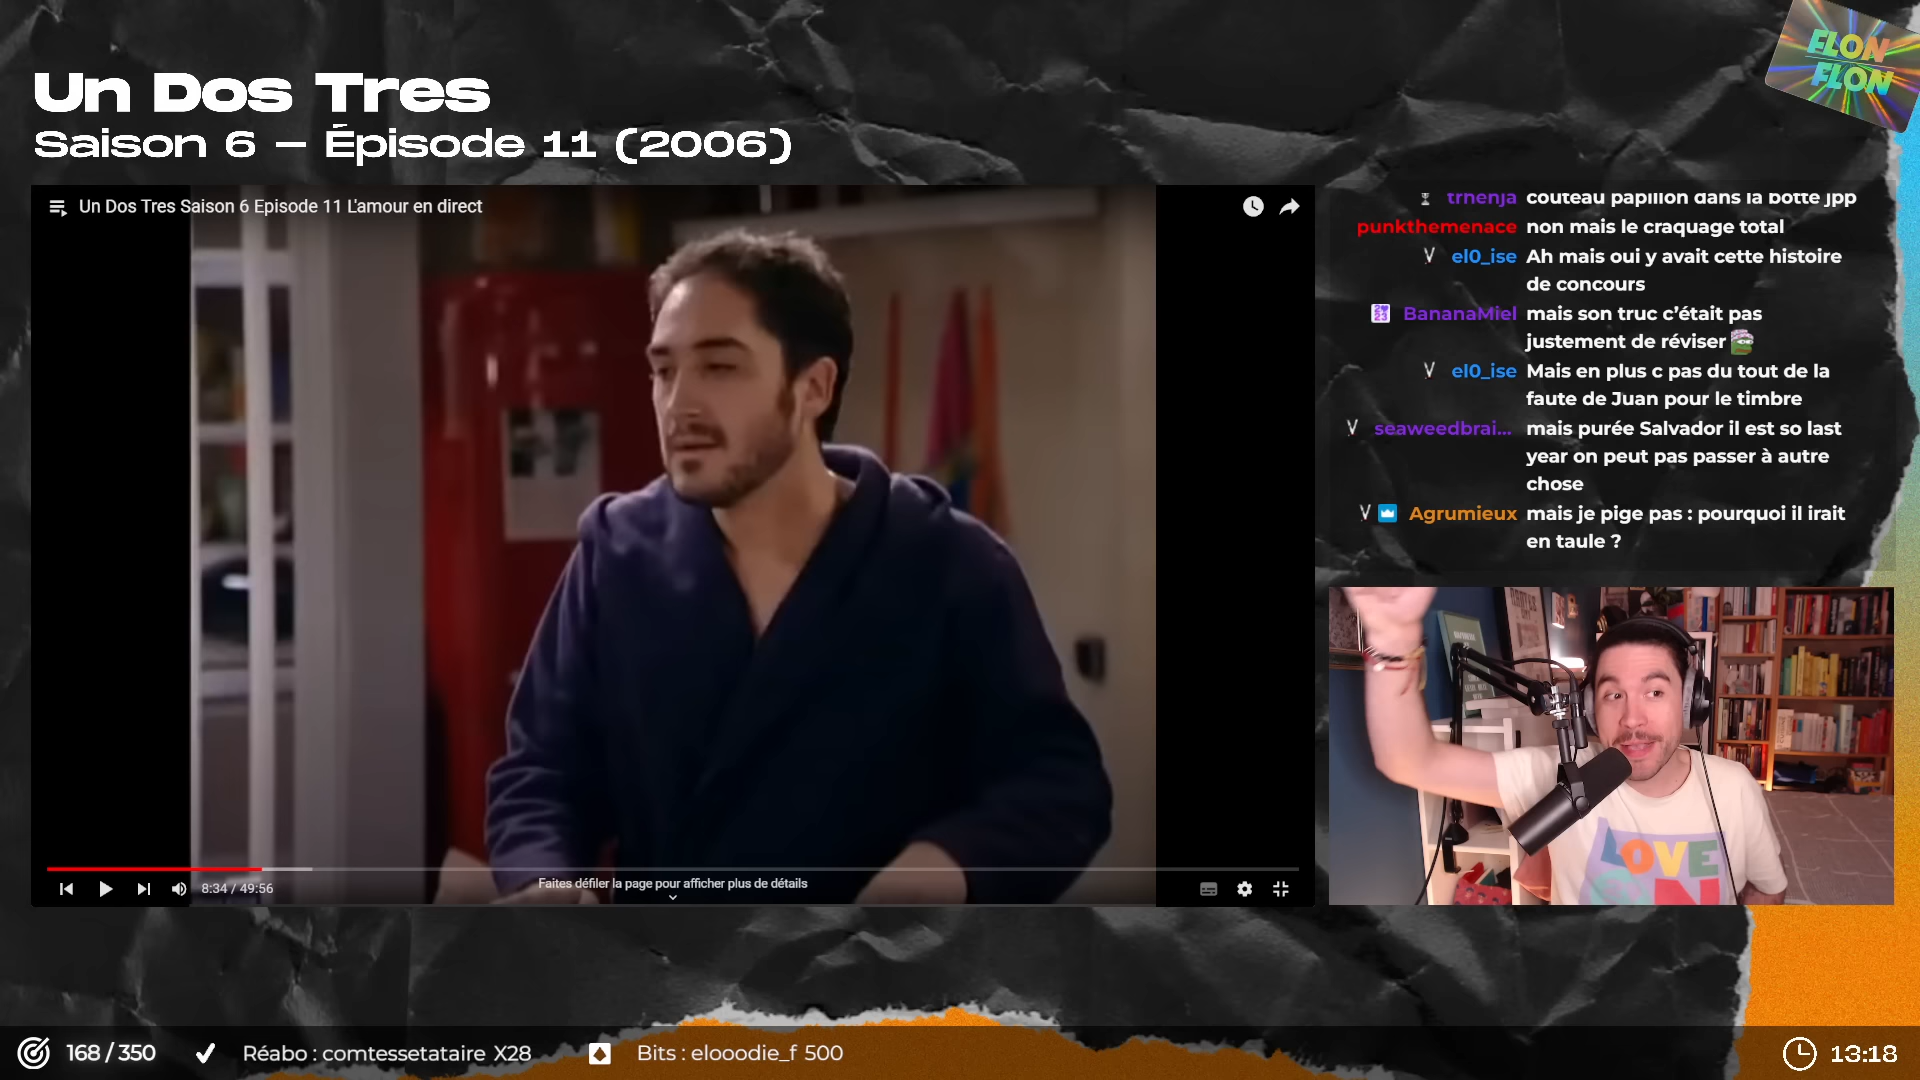 Un Dos Tres
Saison 6 – Épisode 11 (2006)
FLON
FLON
Un Dos Tres Saison 6 Episode 11 L'amour en direct
trhenja couteau papillon dans la botte jpp
punkthemenace non mais le craquage total
el0_ise Ah mais oui y avait cette histoire
de concours
BananaMiel mais son truc c'était pas
justement de réviser
el0_ise Mais en plus c pas du tout de la
faute de Juan pour le timbre
seaweedbrai... mais purée Salvador il est so last
year on peut pas passer à autre
chose
Agrumieux mais je pige pas : pourquoi il irait
en taule ?
LOVE
8:34 / 49:56
Faites défiler la page pour afficher plus de détails
168 / 350
Réabo : comtessetataire X28
Bits : elooodie_f 500
13:18